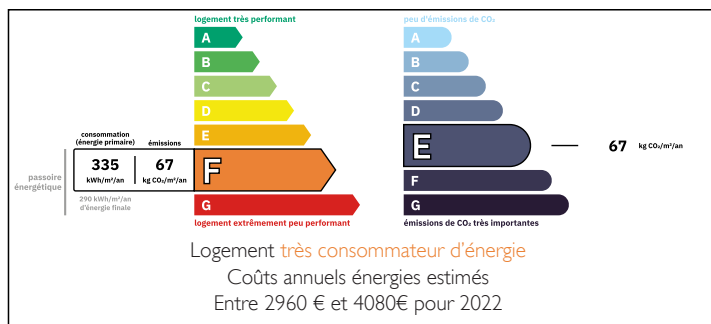 logement très performant
A
B
C
D
E
consommation
(énergie primaire)
émissions
335
kWh/m²/an
67
kg CO₂/m²/an
F
passoire
énergétique
290 kWh/m²/an
d'énergie finale
G
logement extrêmement peu performant
peu d'émissions de CO₂
A
B
C
D
E
67 kg CO₂/m²/an
F
G
émissions de CO₂ très importantes
Logement très consommateur d'énergie
Coûts annuels énergies estimés
Entre 2960 € et 4080€ pour 2022